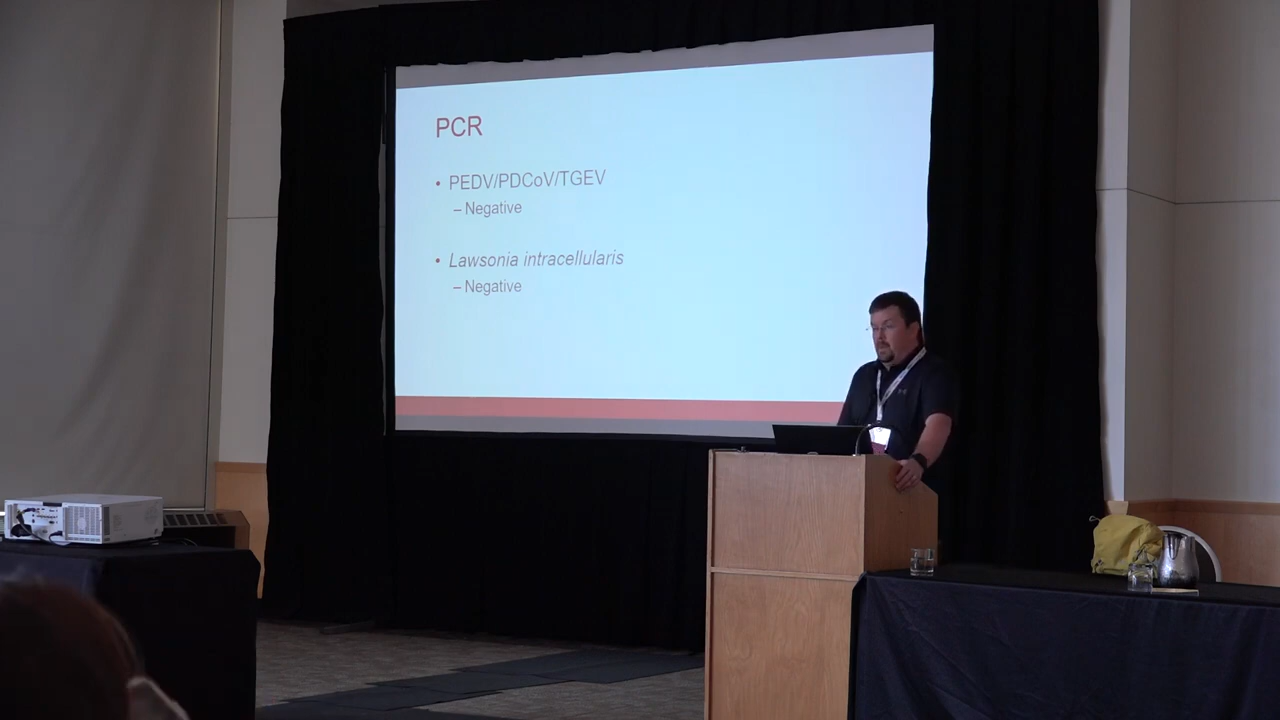 PCR
• PEDV/PDCoV/TGEV
– Negative
• Lawsonia intracellularis
– Negative